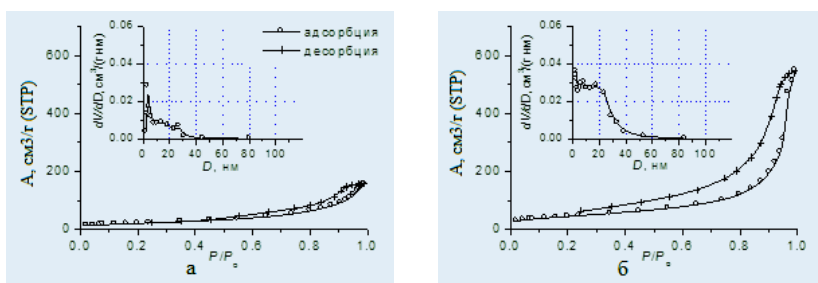 0.06
0.04
0.02
0.00
dV/dD, см³/(г нм)
0 20 40 60 80 100
D, нм
адсорбция
десорбция
600
400
200
0
А, см3/г (STP)
0.0 0.2 0.4 0.6 0.8 1.0
P/P₀
а
0.06
0.04
0.02
0.00
dV/dD, см³/(г нм)
0 20 40 60 80 100
D, нм
600
400
200
0
А, см3/г (STP)
0.0 0.2 0.4 0.6 0.8 1.0
P/P₀
б